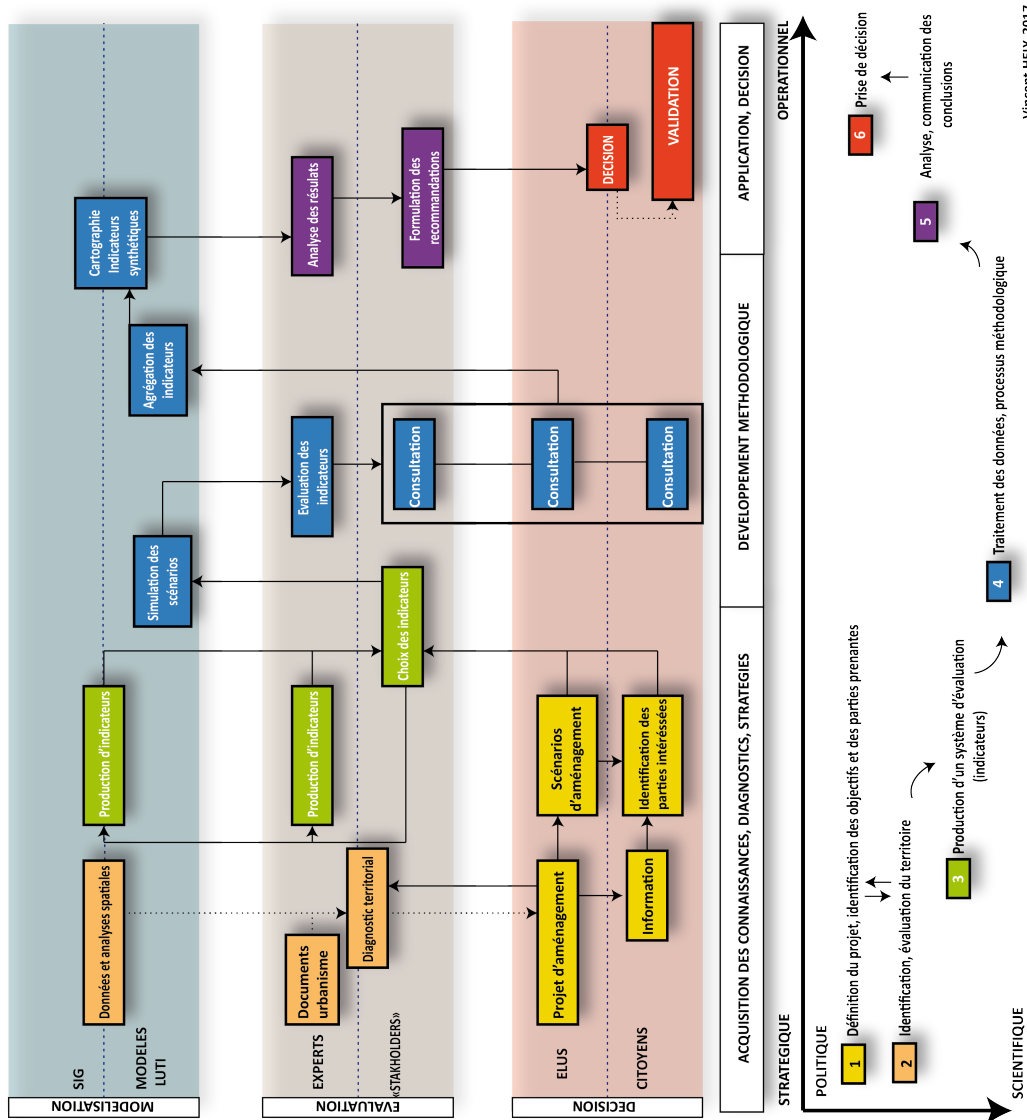 MODELISATION
SIG
MODELES
LUTI
Données et analyses spatiales
Production d'indicateurs
Simulation des
scénarios
Agrégation des
indicateurs
Cartographie
Indicateurs
synthétiques
EVALUATION
EXPERTS
«STAKHOLDERS»
Documents
urbanisme
Diagnostic territorial
Production d'indicateurs
Choix des indicateurs
Evaluation des
indicateurs
Consultation
Analyse des résulats
Formulation des
recommandations
DECISION
ELUS
CITOYENS
Projet d'aménagement
Information
Scénarios
d'aménagement
Identification des
parties intéréssées
Consultation
Consultation
DECISION
VALIDATION
ACQUISITION DES CONNAISSANCES, DIAGNOSTICS, STRATEGIES
DEVELOPPEMENT METHODOLOGIQUE
APPLICATION, DECISION
STRATEGIQUE
OPERATIONNEL
POLITIQUE
SCIENTIFIQUE
1 Définition du projet, identification des objectifs et des parties prenantes
2 Identification, évaluation du territoire
3 Production d'un système d'évaluation
(indicateurs)
4 Traitement des données, processus méthodologique
5 Analyse, communication des
conclusions
6 Prise de décision